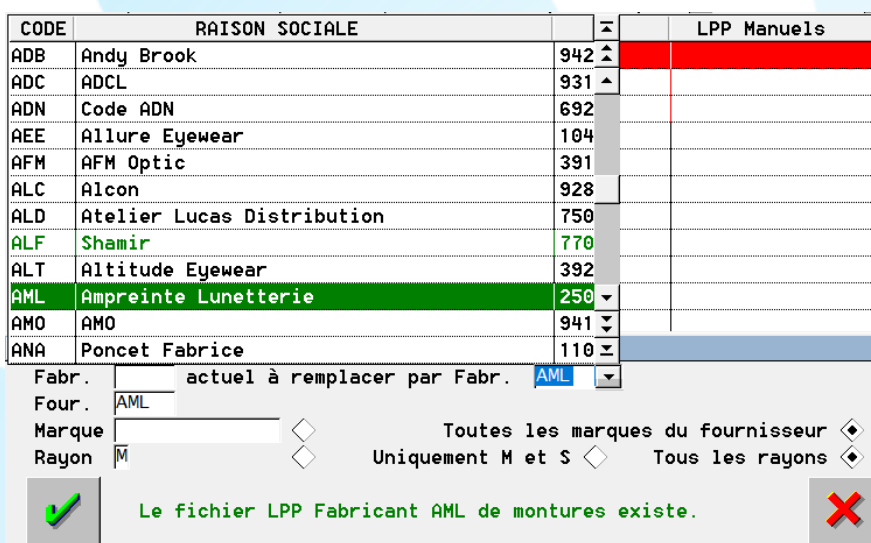 CODE RAISON SOCIALE LPP Manuels
ADB Andy Brook 942
ADC ADCL 931
ADN Code ADN 692
AEE Allure Eyewear 104
AFM AFM Optic 391
ALC Alcon 928
ALD Atelier Lucas Distribution 750
ALF Shamir 770
ALT Altitude Eyewear 392
AML Ampreinte Lunetterie 250
AMO AMO 941
ANA Poncet Fabrice 110
Fabr. actuel à remplacer par Fabr. AML
Four. AML
Marque Toutes les marques du fournisseur
Rayon M Uniquement M et S Tous les rayons
Le fichier LPP Fabricant AML de montures existe.